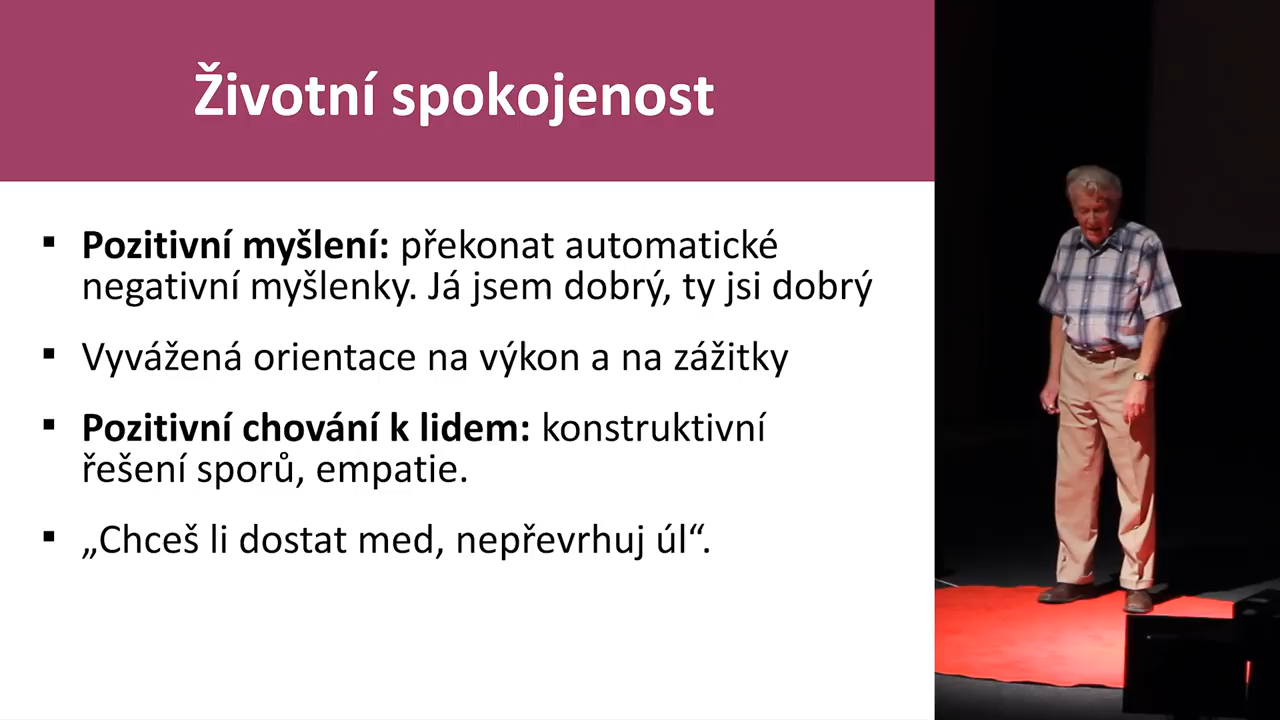 Životní spokojenost
▪ Pozitivní myšlení: překonat automatické
negativní myšlenky. Já jsem dobrý, ty jsi dobrý
▪ Vyvážená orientace na výkon a na zážitky
▪ Pozitivní chování k lidem: konstruktivní
řešení sporů, empatie.
▪ „Chceš li dostat med, nepřevrhuj úl“.